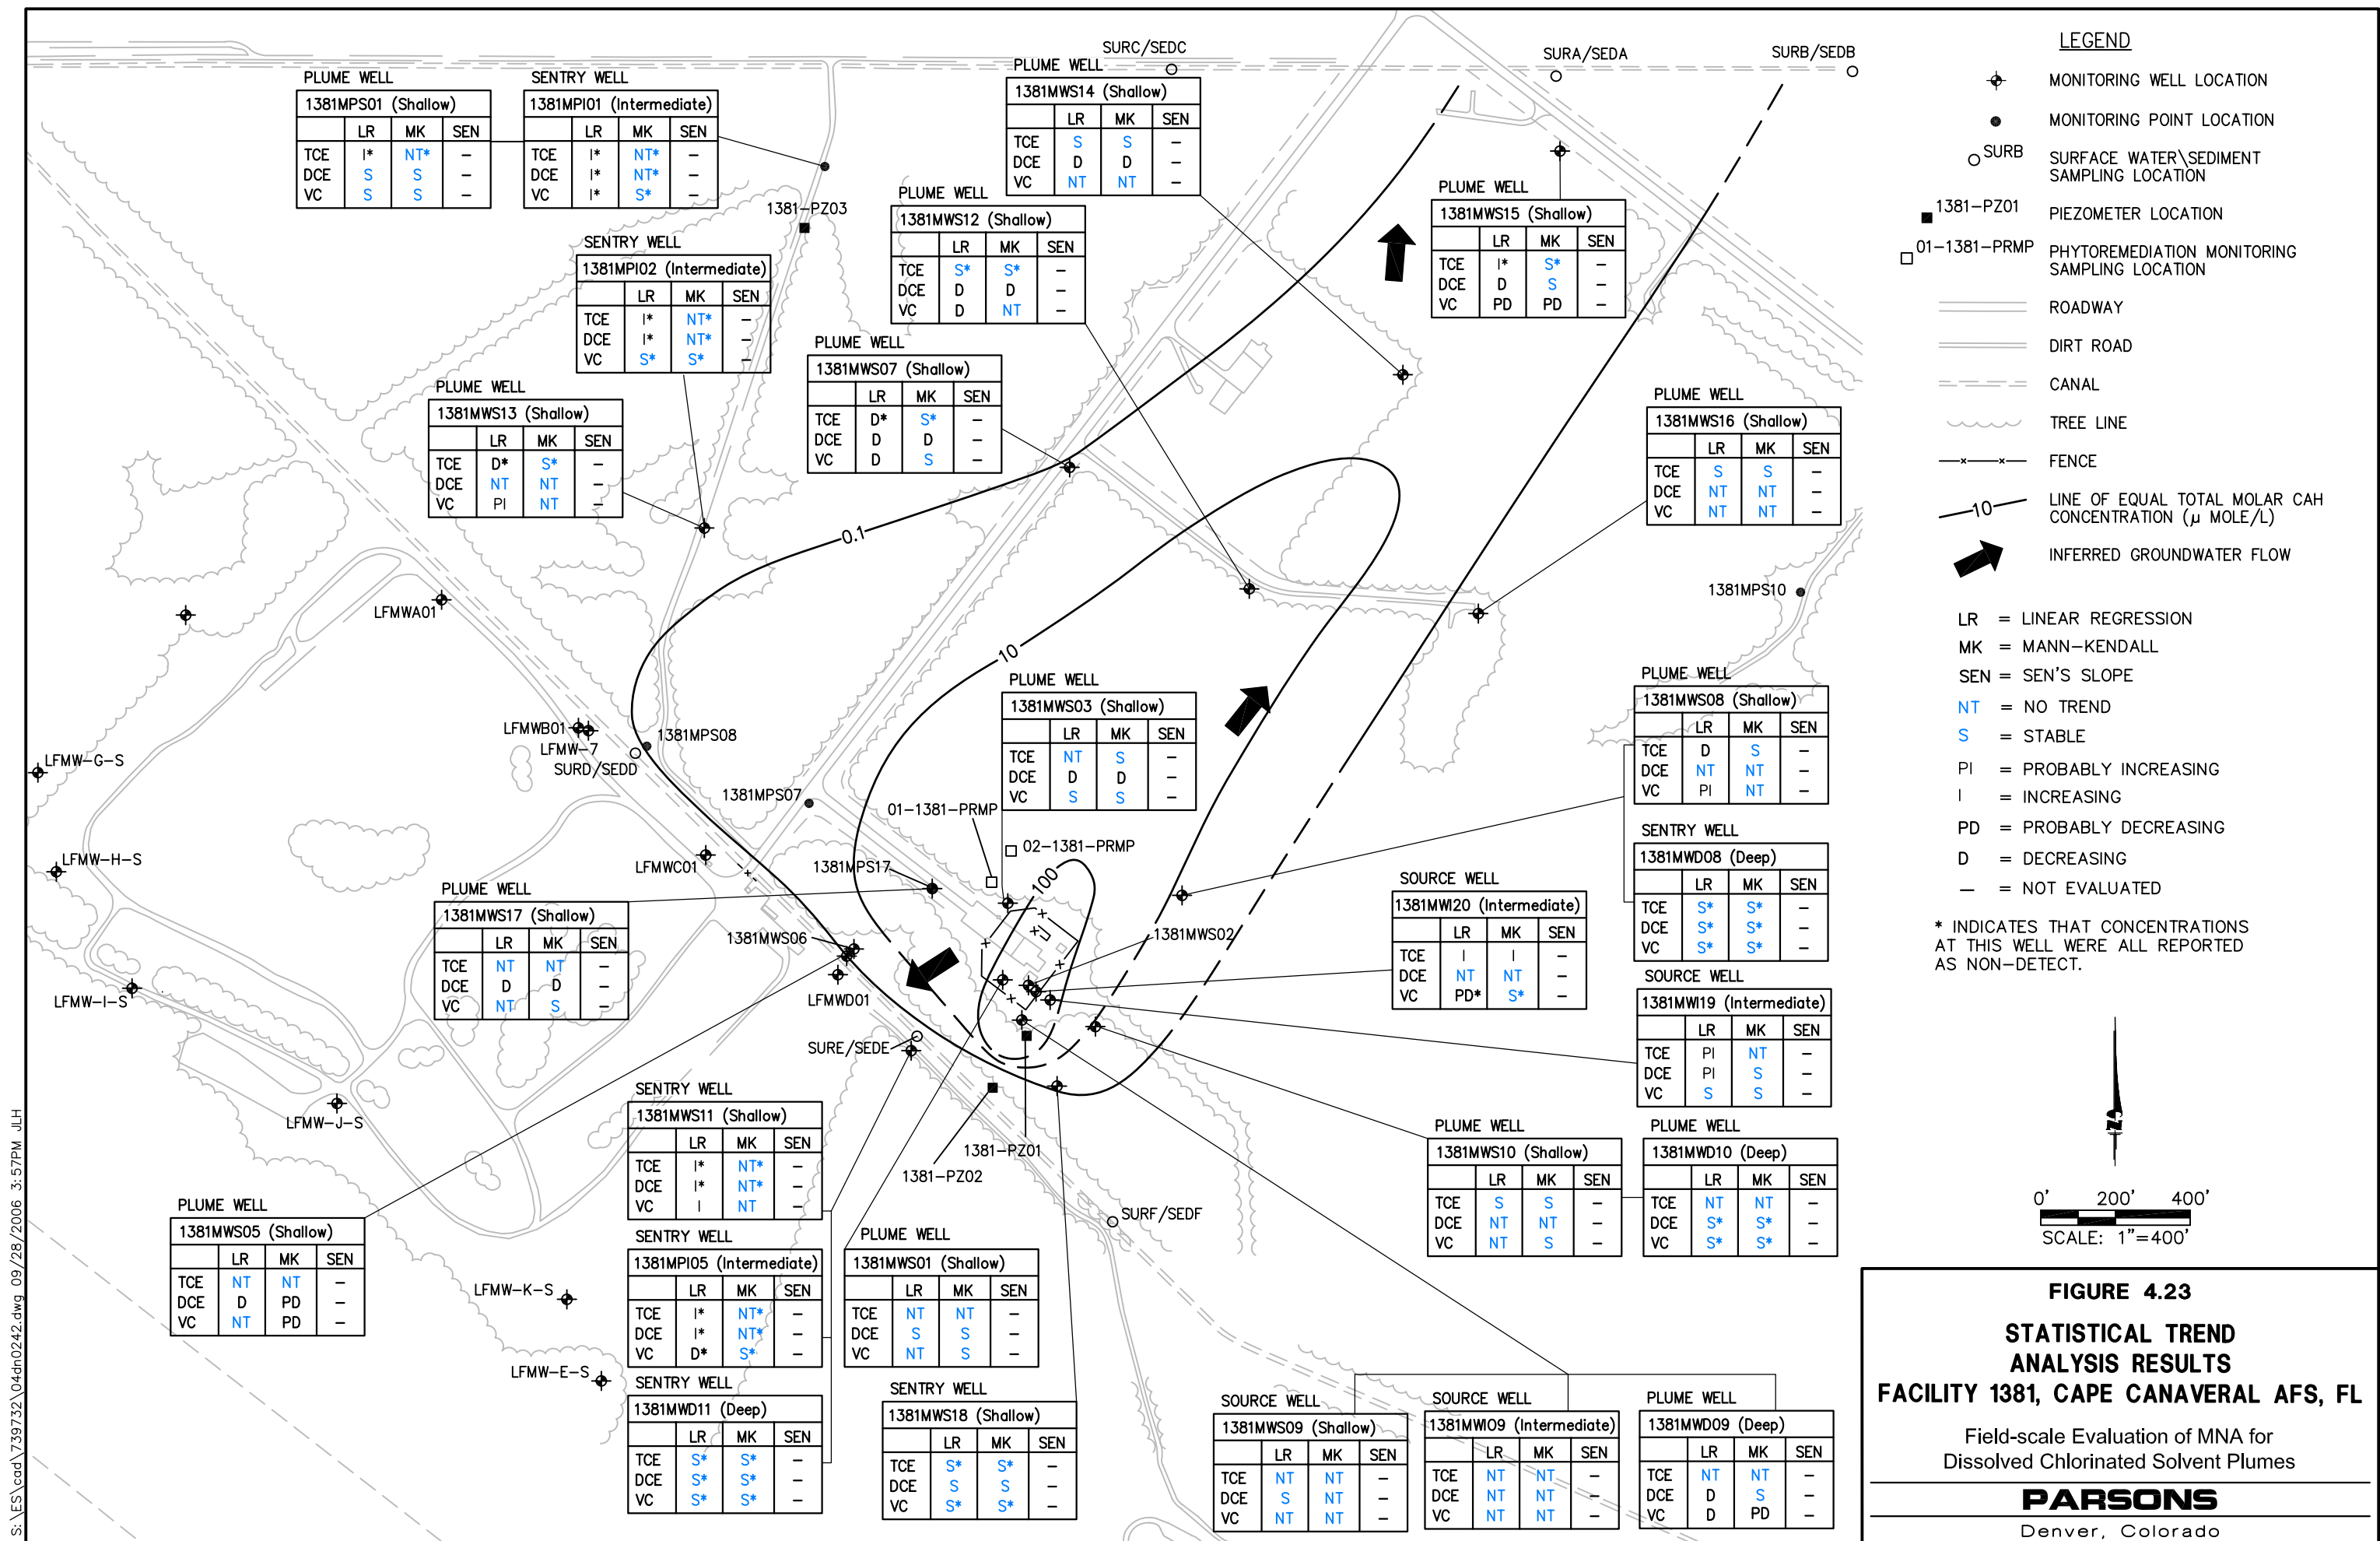 SURC/SEDC
SURA/SEDA
SURB/SEDB
PLUME WELL
1381MPS01 (Shallow)
LR MK SEN
TCE I* NT* –
DCE S S –
VC S S –
SENTRY WELL
1381MPI01 (Intermediate)
LR MK SEN
TCE I* NT* –
DCE I* NT* –
VC I* S* –
PLUME WELL
1381MWS14 (Shallow)
LR MK SEN
TCE S S –
DCE D D –
VC NT NT –
1381-PZ03
PLUME WELL
1381MWS12 (Shallow)
LR MK SEN
TCE S* S* –
DCE D D –
VC D NT –
PLUME WELL
1381MWS15 (Shallow)
LR MK SEN
TCE I* S* –
DCE D S –
VC PD PD –
SENTRY WELL
1381MPI02 (Intermediate)
LR MK SEN
TCE I* NT* –
DCE I* NT* –
VC S* S* –
PLUME WELL
1381MWS07 (Shallow)
LR MK SEN
TCE D* S* –
DCE D D –
VC D S –
PLUME WELL
1381MWS13 (Shallow)
LR MK SEN
TCE D* S* –
DCE NT NT –
VC PI NT –
PLUME WELL
1381MWS16 (Shallow)
LR MK SEN
TCE S S –
DCE NT NT –
VC NT NT –
0.1
10
100
LFMWA01
1381MPS10
LFMWB01
LFMW-7
SURD/SEDD
1381MPS08
LFMW-G-S
1381MPS07
01-1381-PRMP
02-1381-PRMP
LFMW-H-S
LFMWC01
1381MPS17
PLUME WELL
1381MWS03 (Shallow)
LR MK SEN
TCE NT S –
DCE D D –
VC S S –
PLUME WELL
1381MWS08 (Shallow)
LR MK SEN
TCE D S –
DCE NT NT –
VC PI NT –
SENTRY WELL
1381MWD08 (Deep)
LR MK SEN
TCE S* S* –
DCE S* S* –
VC S* S* –
PLUME WELL
1381MWS17 (Shallow)
LR MK SEN
TCE NT NT –
DCE D D –
VC NT S –
1381MWS06
1381MWS02
SOURCE WELL
1381MWI20 (Intermediate)
LR MK SEN
TCE I I –
DCE NT NT –
VC PD* S* –
SOURCE WELL
1381MWI19 (Intermediate)
LR MK SEN
TCE PI NT –
DCE PI S –
VC S S –
LFMW-I-S
LFMWD01
SURE/SEDE
LFMW-J-S
1381-PZ01
1381-PZ02
SURF/SEDF
SENTRY WELL
1381MWS11 (Shallow)
LR MK SEN
TCE I* NT* –
DCE I* NT* –
VC I NT –
PLUME WELL
1381MWS10 (Shallow)
LR MK SEN
TCE S S –
DCE NT NT –
VC NT S –
PLUME WELL
1381MWD10 (Deep)
LR MK SEN
TCE NT NT –
DCE S* S* –
VC S* S* –
PLUME WELL
1381MWS05 (Shallow)
LR MK SEN
TCE NT NT –
DCE D PD –
VC NT PD –
SENTRY WELL
1381MPI05 (Intermediate)
LR MK SEN
TCE I* NT* –
DCE I* NT* –
VC D* S* –
PLUME WELL
1381MWS01 (Shallow)
LR MK SEN
TCE NT NT –
DCE S S –
VC NT S –
LFMW-K-S
LFMW-E-S
SENTRY WELL
1381MWD11 (Deep)
LR MK SEN
TCE S* S* –
DCE S* S* –
VC S* S* –
SENTRY WELL
1381MWS18 (Shallow)
LR MK SEN
TCE S* S* –
DCE S S –
VC S* S* –
SOURCE WELL
1381MWS09 (Shallow)
LR MK SEN
TCE NT NT –
DCE S NT –
VC NT NT –
SOURCE WELL
1381MWI09 (Intermediate)
LR MK SEN
TCE NT NT –
DCE NT NT –
VC NT NT –
PLUME WELL
1381MWD09 (Deep)
LR MK SEN
TCE NT NT –
DCE D S –
VC D PD –
LEGEND
MONITORING WELL LOCATION
MONITORING POINT LOCATION
SURB SURFACE WATER\SEDIMENT
SAMPLING LOCATION
1381-PZ01 PIEZOMETER LOCATION
01-1381-PRMP PHYTOREMEDIATION MONITORING
SAMPLING LOCATION
ROADWAY
DIRT ROAD
CANAL
TREE LINE
FENCE
10 LINE OF EQUAL TOTAL MOLAR CAH
CONCENTRATION (μ MOLE/L)
INFERRED GROUNDWATER FLOW
LR = LINEAR REGRESSION
MK = MANN-KENDALL
SEN = SEN'S SLOPE
NT = NO TREND
S = STABLE
PI = PROBABLY INCREASING
I = INCREASING
PD = PROBABLY DECREASING
D = DECREASING
– = NOT EVALUATED
* INDICATES THAT CONCENTRATIONS
AT THIS WELL WERE ALL REPORTED
AS NON-DETECT.
N
0' 200' 400'
SCALE: 1"=400'
FIGURE 4.23
STATISTICAL TREND
ANALYSIS RESULTS
FACILITY 1381, CAPE CANAVERAL AFS, FL
Field-scale Evaluation of MNA for
Dissolved Chlorinated Solvent Plumes
PARSONS
Denver, Colorado
S:\ES\cad\739732\04dn0242.dwg 09/28/2006 3:57PM JLH